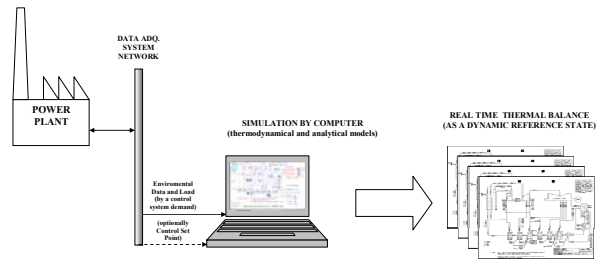 DATA ADQ.
SYSTEM
NETWORK
POWER
PLANT
SIMULATION BY COMPUTER
(thermodynamical and analytical models)
REAL TIME THERMAL BALANCE
(AS A DYNAMIC REFERENCE STATE)
Enviromental
Data and Load
(by a control
system demand)
(optionally
Control Set
Point)